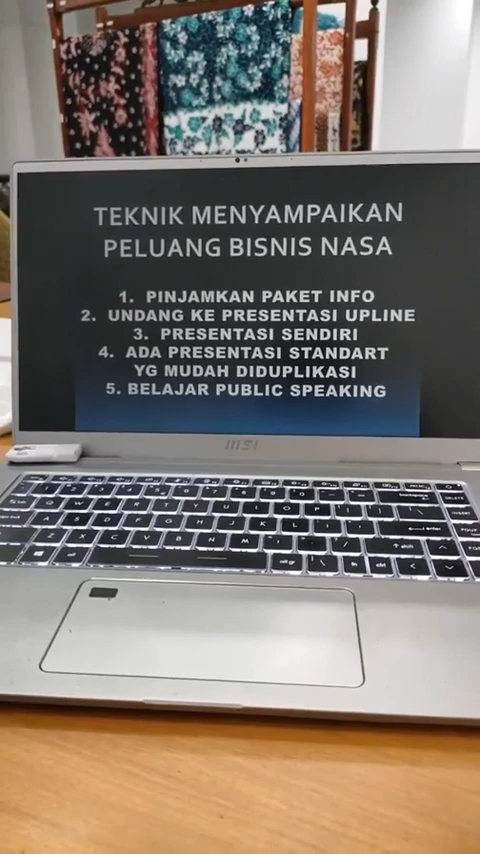 TEKNIK MENYAMPAIKAN
PELUANG BISNIS NASA
1. PINJAMKAN PAKET INFO
2. UNDANG KE PRESENTASI UPLINE
3. PRESENTASI SENDIRI
4. ADA PRESENTASI STANDART
YG MUDAH DIDUPLIKASI
5. BELAJAR PUBLIC SPEAKING
msi